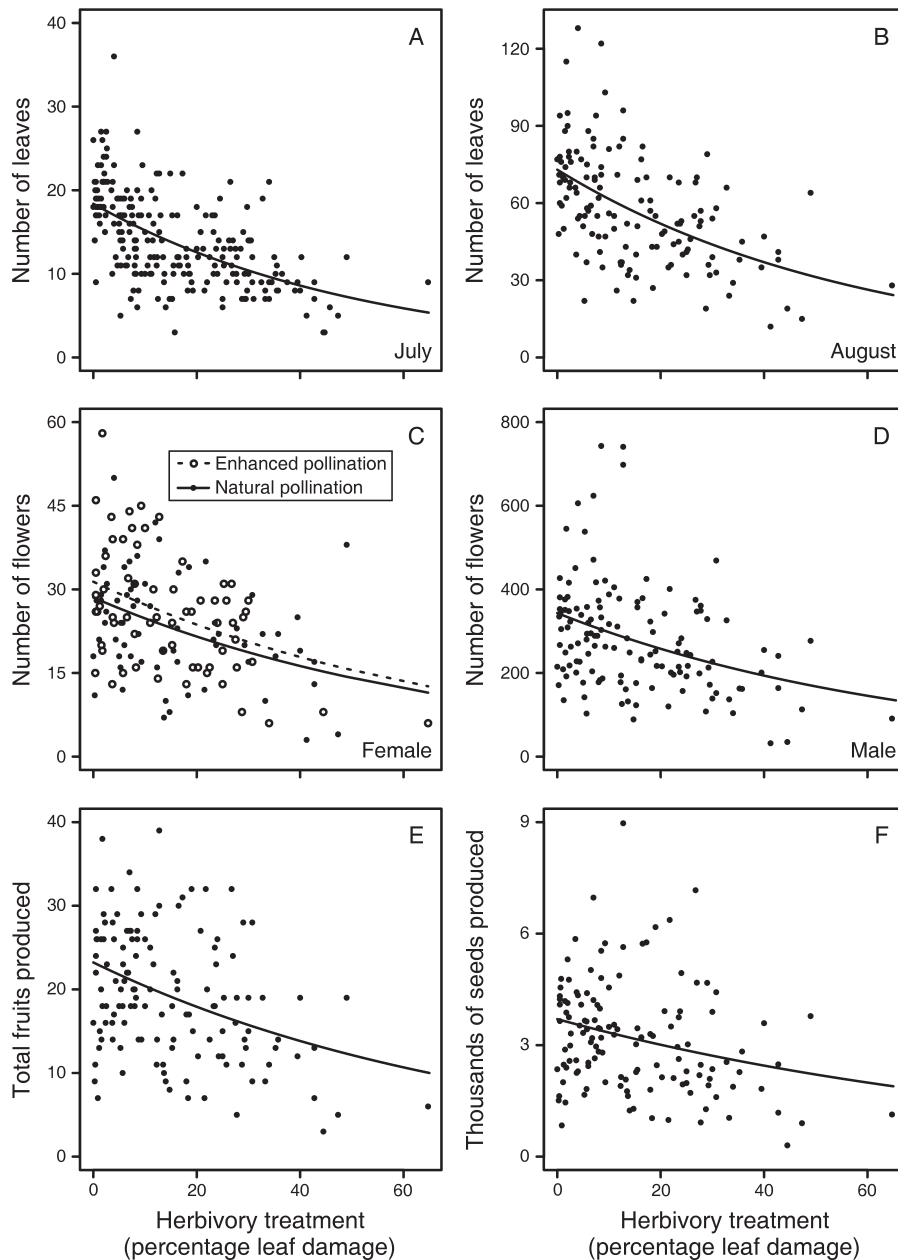 A
Number of leaves
40
30
20
10
0
July
B
Number of leaves
120
90
60
30
0
August
C
Number of flowers
60
45
30
15
0
Enhanced pollination
Natural pollination
Female
D
Number of flowers
800
600
400
200
0
Male
E
Total fruits produced
40
30
20
10
0
0 20 40 60
Herbivory treatment
(percentage leaf damage)
F
Thousands of seeds produced
9
6
3
0
0 20 40 60
Herbivory treatment
(percentage leaf damage)